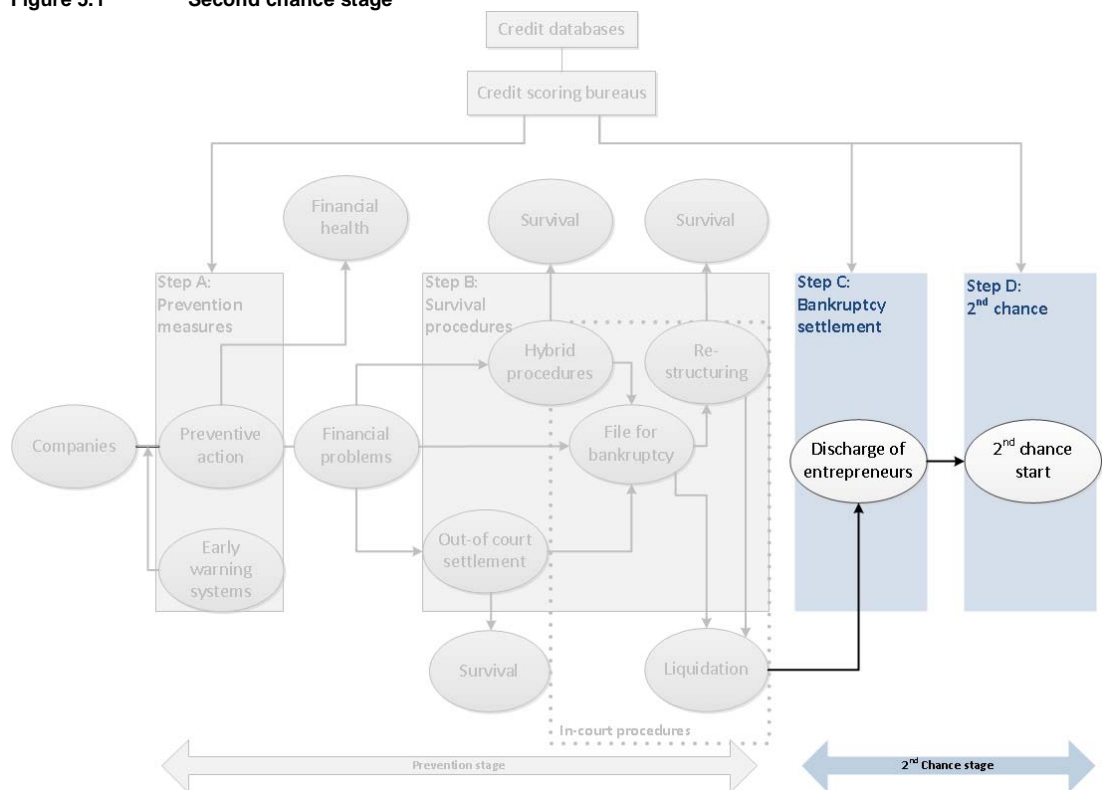 Figure 5.1 Second chance stage
Credit databases
Credit scoring bureaus
Financial
health
Survival
Survival
Step A:
Prevention
measures
Step B:
Survival
procedures
Step C:
Bankruptcy
settlement
Step D:
2nd chance
Hybrid
procedures
Re-
structuring
Companies
Preventive
action
Financial
problems
File for
bankruptcy
Discharge of
entrepreneurs
2nd chance
start
Early
warning
systems
Out-of court
settlement
Survival
Liquidation
In-court procedures
Prevention stage
2nd Chance stage